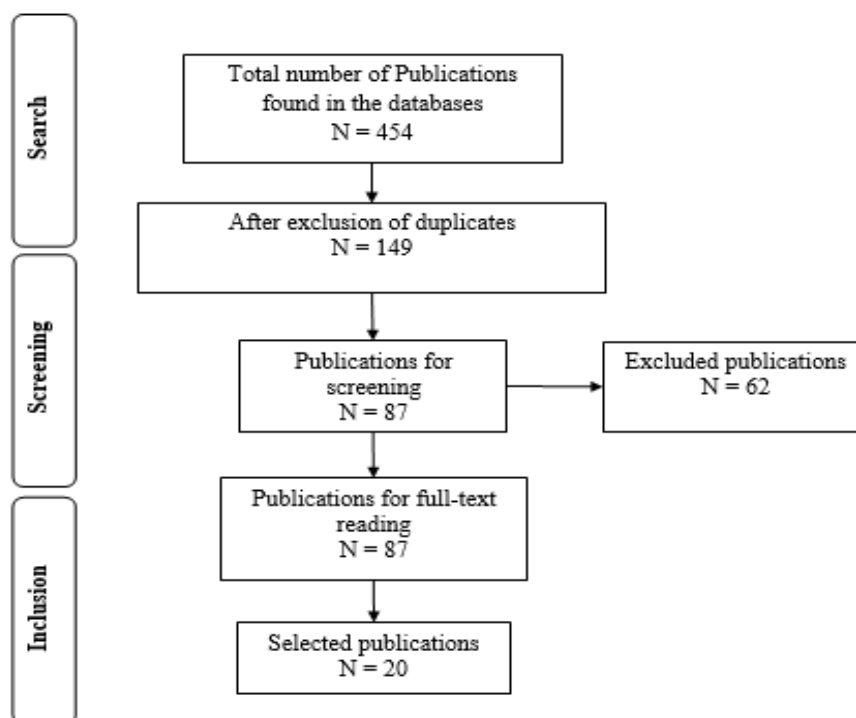 Search
Total number of Publications
found in the databases
N = 454
After exclusion of duplicates
N = 149
Screening
Publications for
screening
N = 87
Excluded publications
N = 62
Inclusion
Publications for full-text
reading
N = 87
Selected publications
N = 20